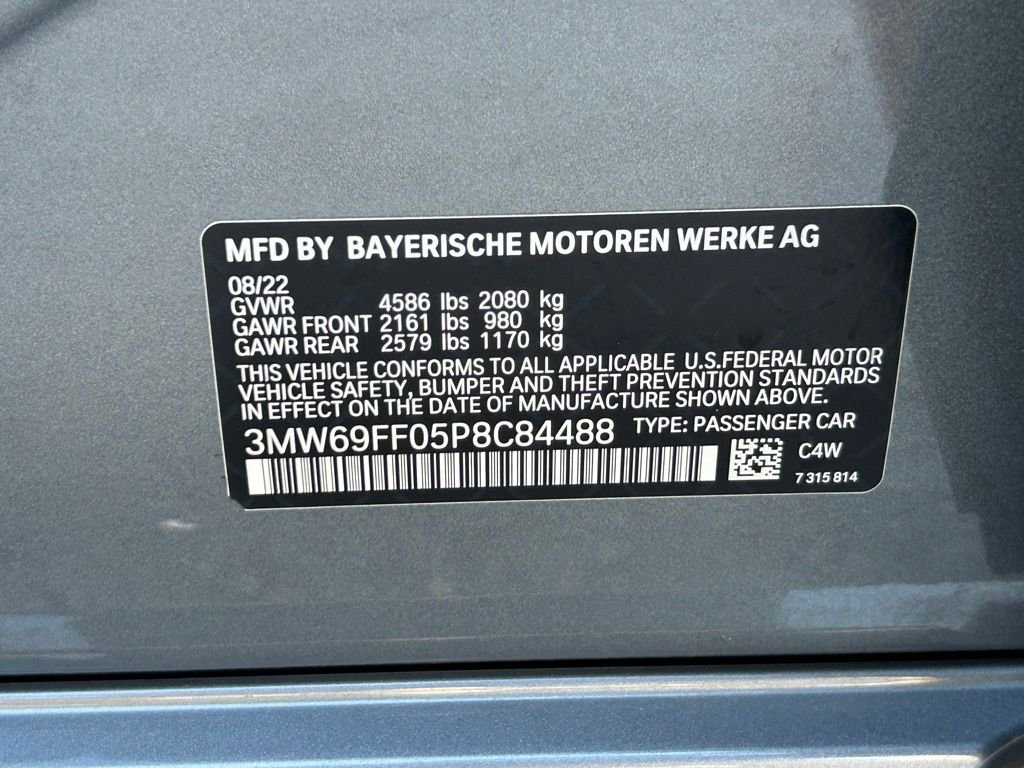 MFD BY BAYERISCHE MOTOREN WERKE AG
08/22
GVWR 4586 lbs 2080 kg
GAWR FRONT 2161 lbs 980 kg
GAWR REAR 2579 lbs 1170 kg
THIS VEHICLE CONFORMS TO ALL APPLICABLE U.S.FEDERAL MOTOR
VEHICLE SAFETY, BUMPER AND THEFT PREVENTION STANDARDS
IN EFFECT ON THE DATE OF MANUFACTURE SHOWN ABOVE.
3MW69FF05P8C84488 TYPE: PASSENGER CAR
C4W
7 315 814